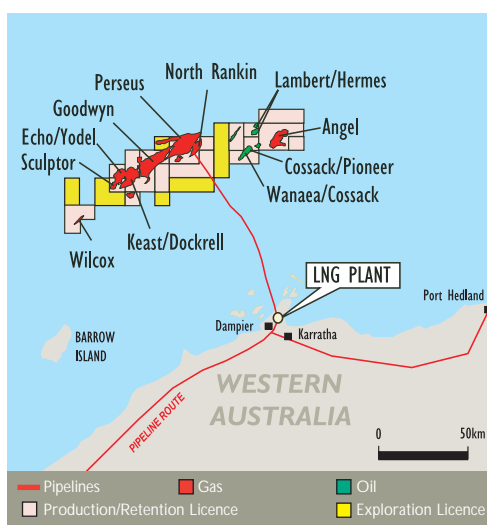 North Rankin
Perseus
Lambert/Hermes
Goodwyn
Angel
Echo/Yodel
Sculptor
Cossack/Pioneer
Wanaea/Cossack
Keast/Dockrell
Wilcox
LNG PLANT
Port Hedland
Dampier
Karratha
BARROW
ISLAND
WESTERN
AUSTRALIA
PIPELINE ROUTE
0 50km
Pipelines Gas Oil
Production/Retention Licence Exploration Licence